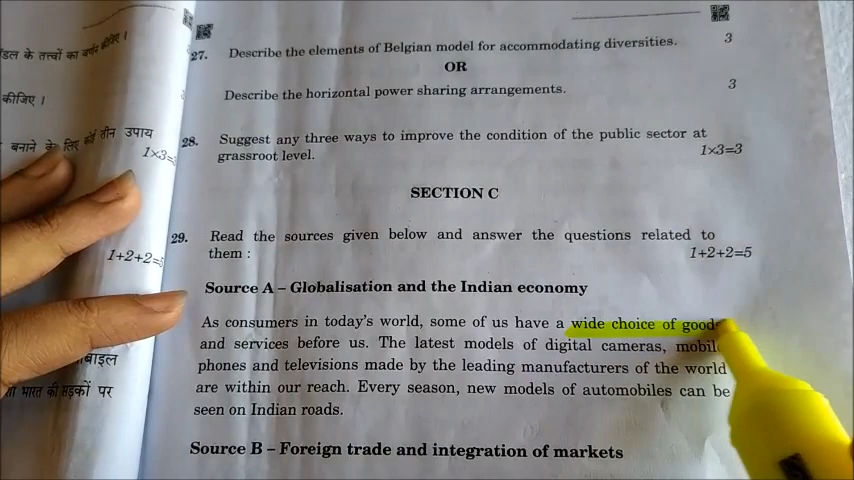 डल के तत्त्वों का वर्णन कीजिए ।
कीजिए ।
बनाने के लिए कोई तीन उपाय
1×3=3
1+2+2=5
मोबाइल
भारत की सड़कों पर
27. Describe the elements of Belgian model for accommodating diversities. 3
OR
Describe the horizontal power sharing arrangements. 3
28. Suggest any three ways to improve the condition of the public sector at
grassroot level. 1×3=3
SECTION C
29. Read the sources given below and answer the questions related to
them : 1+2+2=5
Source A – Globalisation and the Indian economy
As consumers in today's world, some of us have a wide choice of goods
and services before us. The latest models of digital cameras, mobile
phones and televisions made by the leading manufacturers of the world
are within our reach. Every season, new models of automobiles can be
seen on Indian roads.
Source B – Foreign trade and integration of markets